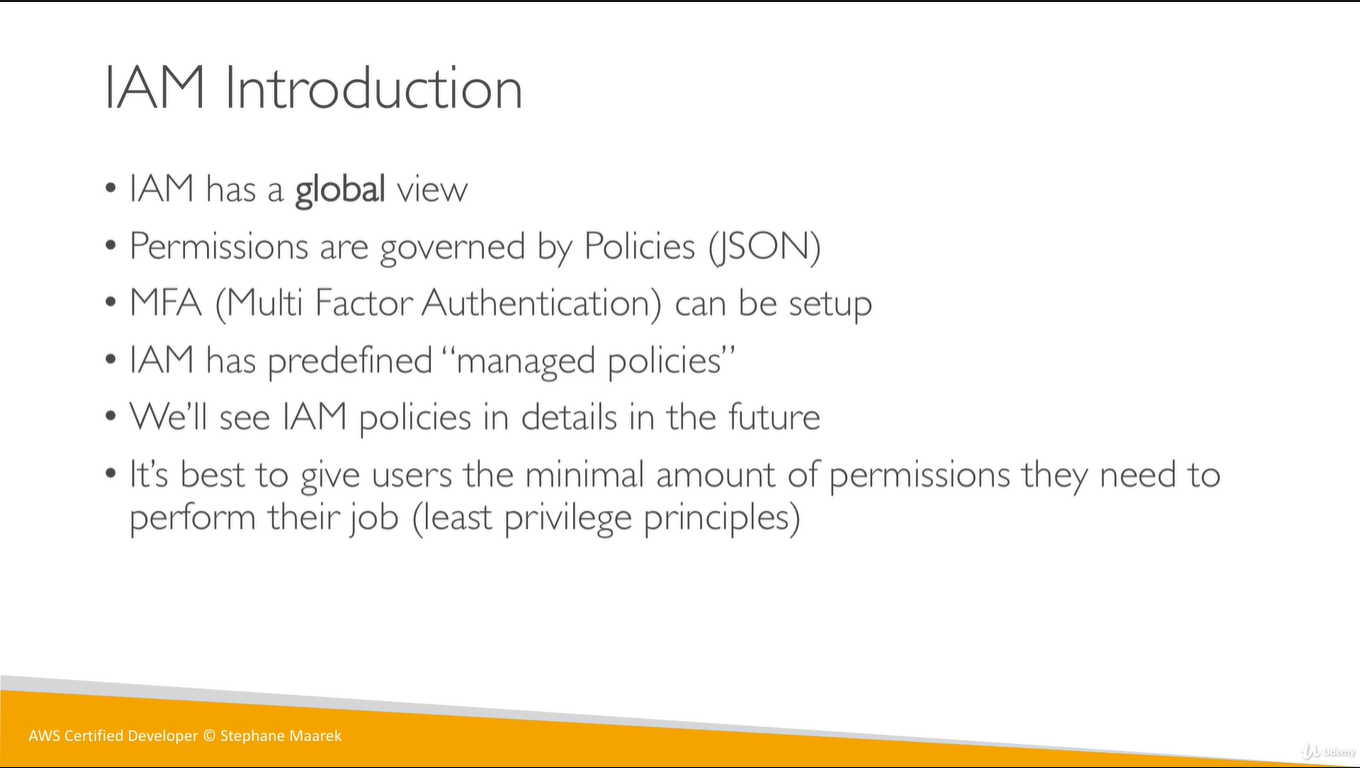 IAM Introduction
• IAM has a global view
• Permissions are governed by Policies (JSON)
• MFA (Multi Factor Authentication) can be setup
• IAM has predefined “managed policies”
• We’ll see IAM policies in details in the future
• It’s best to give users the minimal amount of permissions they need to
perform their job (least privilege principles)
AWS Certified Developer © Stephane Maarek
Udemy